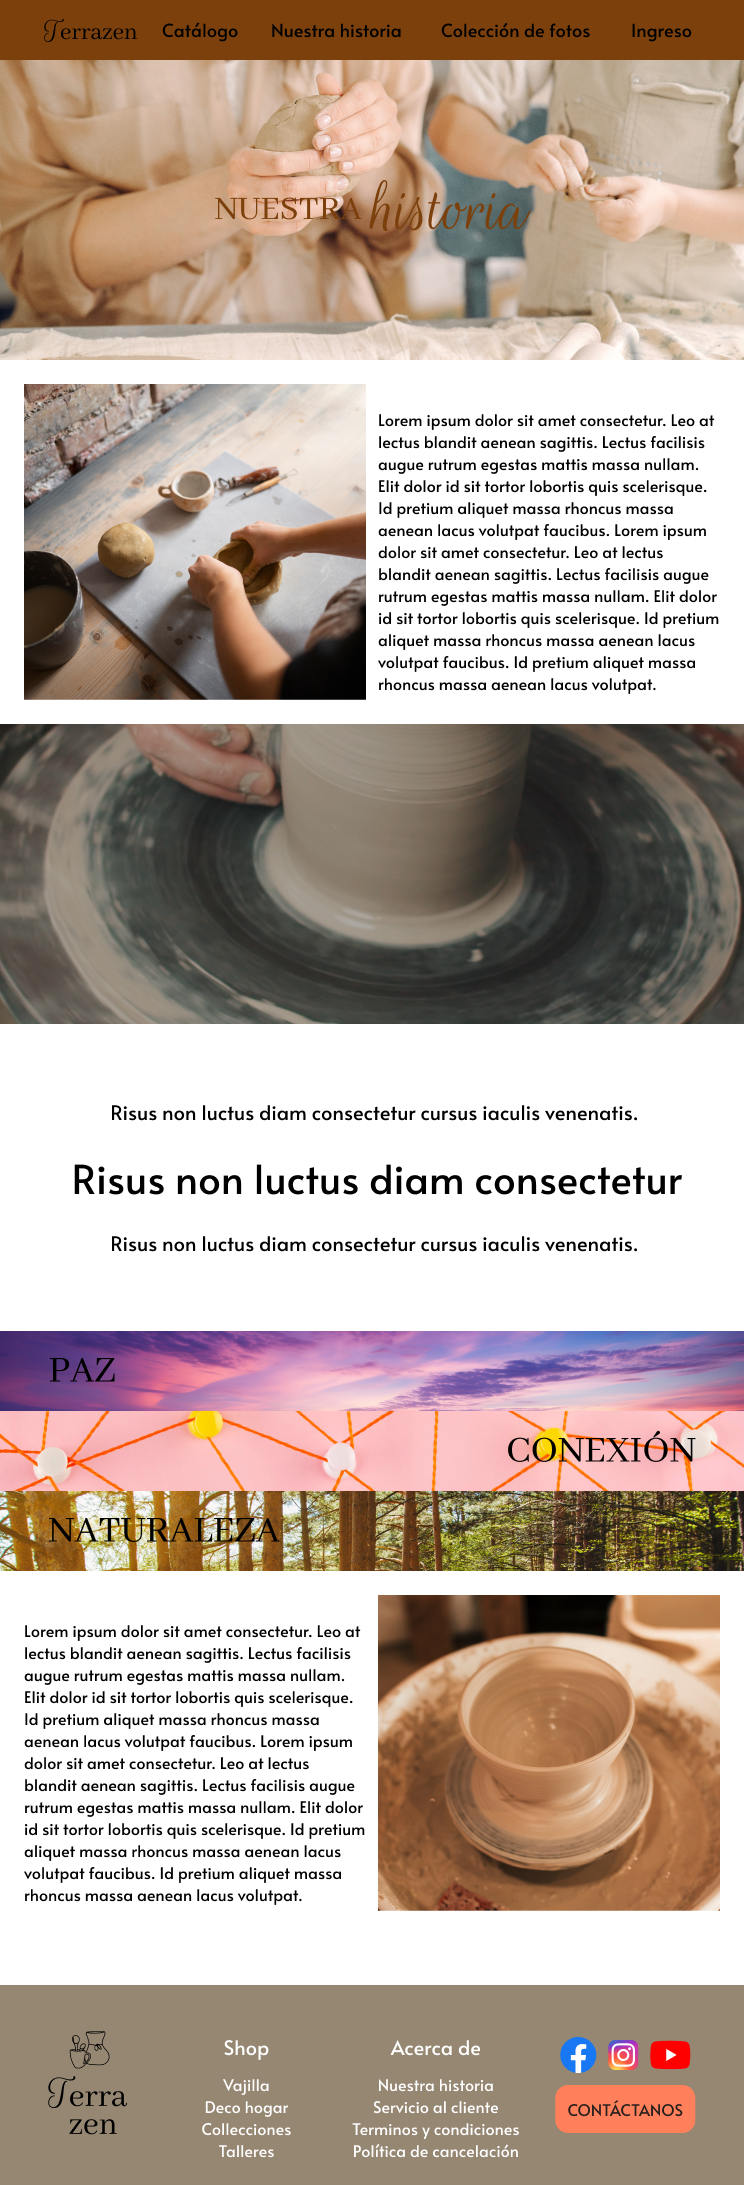 Terrazen Catálogo Nuestra historia Colección de fotos Ingreso
NUESTRA historia
Lorem ipsum dolor sit amet consectetur. Leo at
lectus blandit aenean sagittis. Lectus facilisis
augue rutrum egestas mattis massa nullam.
Elit dolor id sit tortor lobortis quis scelerisque.
Id pretium aliquet massa rhoncus massa
aenean lacus volutpat faucibus. Lorem ipsum
dolor sit amet consectetur. Leo at lectus
blandit aenean sagittis. Lectus facilisis augue
rutrum egestas mattis massa nullam. Elit dolor
id sit tortor lobortis quis scelerisque. Id pretium
aliquet massa rhoncus massa aenean lacus
volutpat faucibus. Id pretium aliquet massa
rhoncus massa aenean lacus volutpat.
Risus non luctus diam consectetur cursus iaculis venenatis.
Risus non luctus diam consectetur
Risus non luctus diam consectetur cursus iaculis venenatis.
PAZ
CONEXIÓN
NATURALEZA
Lorem ipsum dolor sit amet consectetur. Leo at
lectus blandit aenean sagittis. Lectus facilisis
augue rutrum egestas mattis massa nullam.
Elit dolor id sit tortor lobortis quis scelerisque.
Id pretium aliquet massa rhoncus massa
aenean lacus volutpat faucibus. Lorem ipsum
dolor sit amet consectetur. Leo at lectus
blandit aenean sagittis. Lectus facilisis augue
rutrum egestas mattis massa nullam. Elit dolor
id sit tortor lobortis quis scelerisque. Id pretium
aliquet massa rhoncus massa aenean lacus
volutpat faucibus. Id pretium aliquet massa
rhoncus massa aenean lacus volutpat.
Terra
zen
Shop
Vajilla
Deco hogar
Collecciones
Talleres
Acerca de
Nuestra historia
Servicio al cliente
Terminos y condiciones
Política de cancelación
CONTÁCTANOS